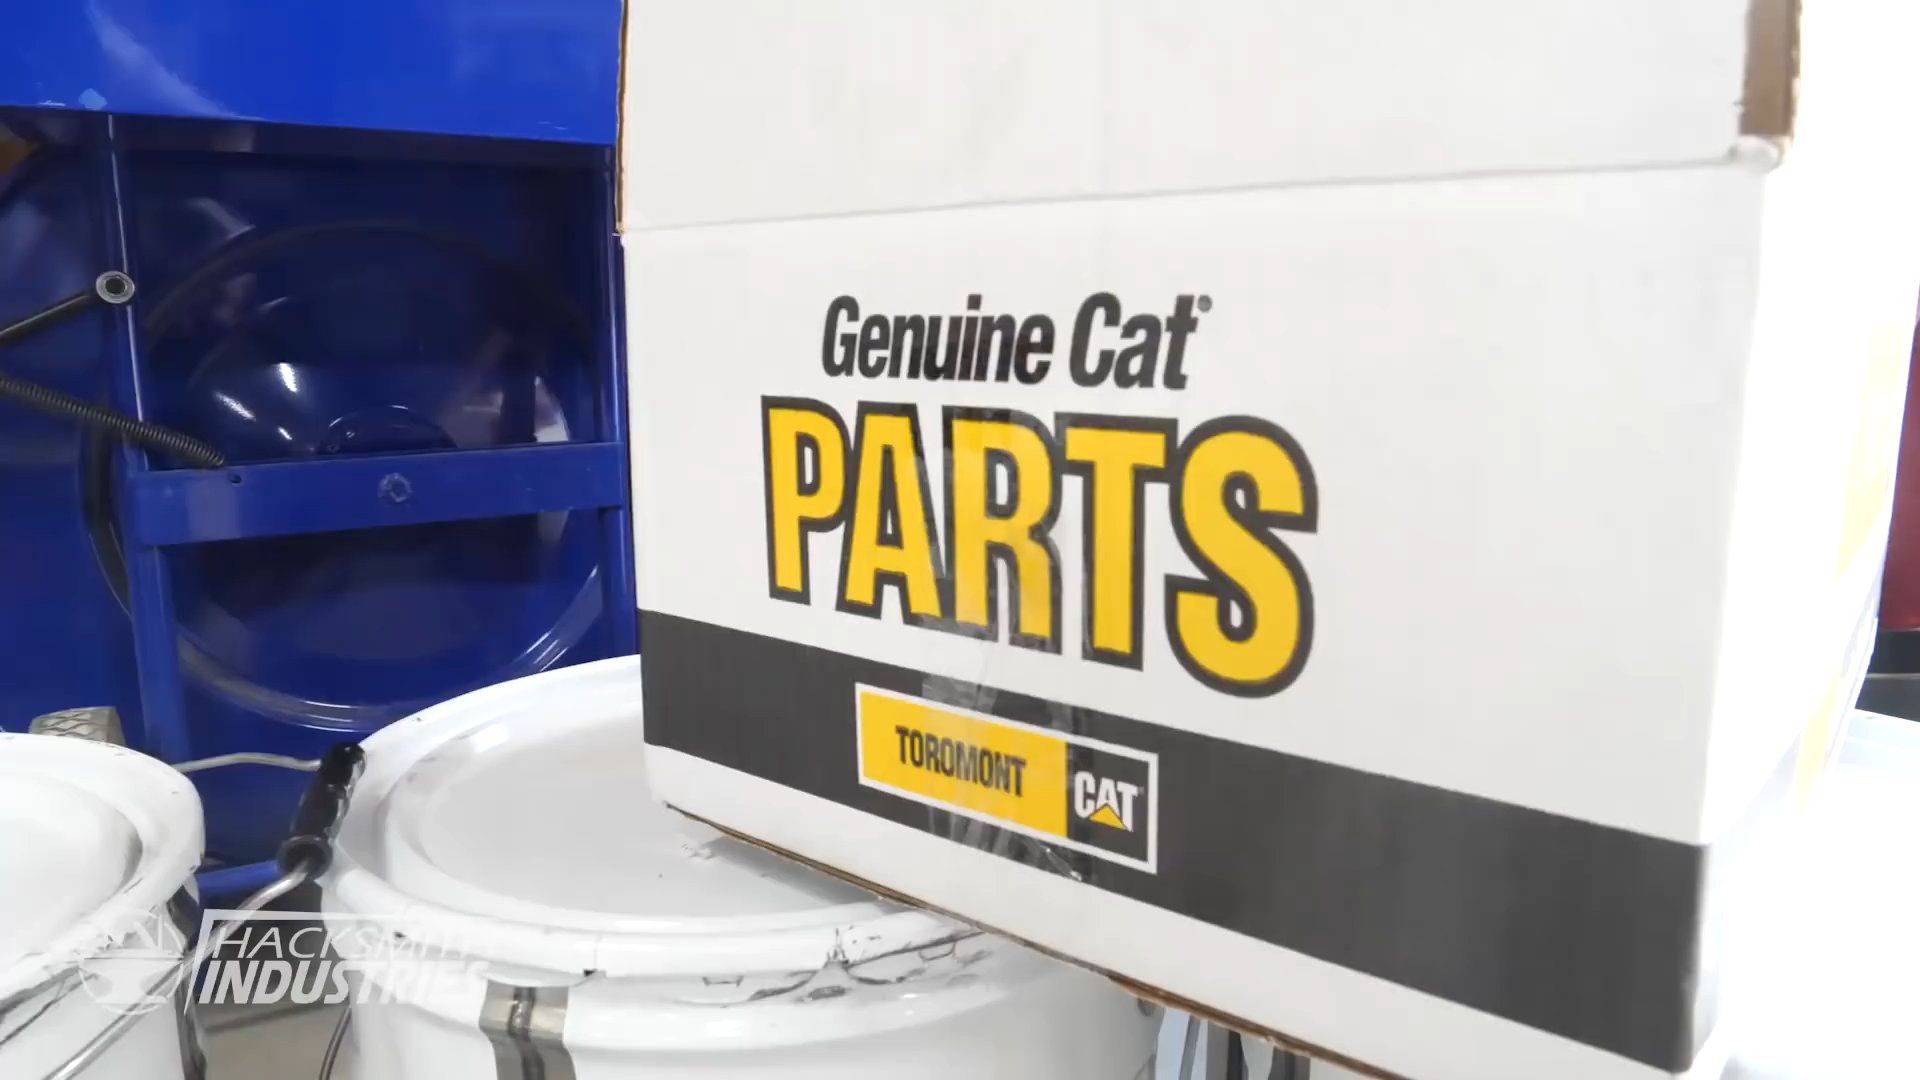 Genuine Cat®
PARTS
TOROMONT CAT
HACKSMITH
INDUSTRIES